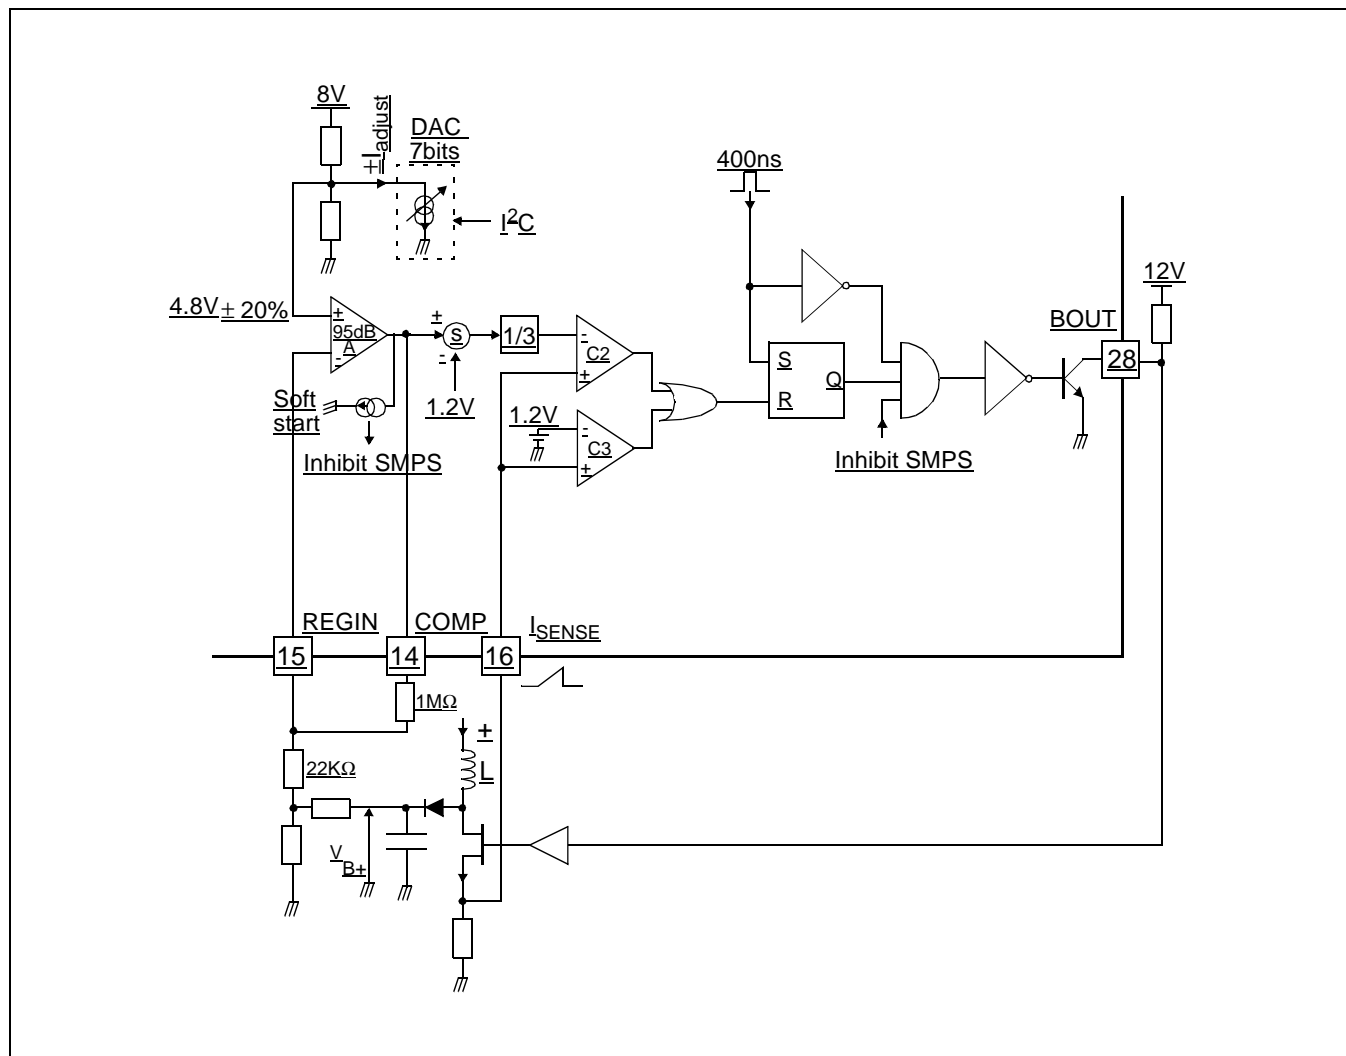 8V
±I adjust
DAC
7bits
I²C
400ns
12V
BOUT
28
4.8V ± 20%
+
95dB
A
-
+
S
-
1.2V
1/3
-
C2
+
1.2V
-
C3
+
S
R
Q
Soft
start
Inhibit SMPS
Inhibit SMPS
REGIN
COMP
ISENSE
15
14
16
1MΩ
22KΩ
±
L
VB+